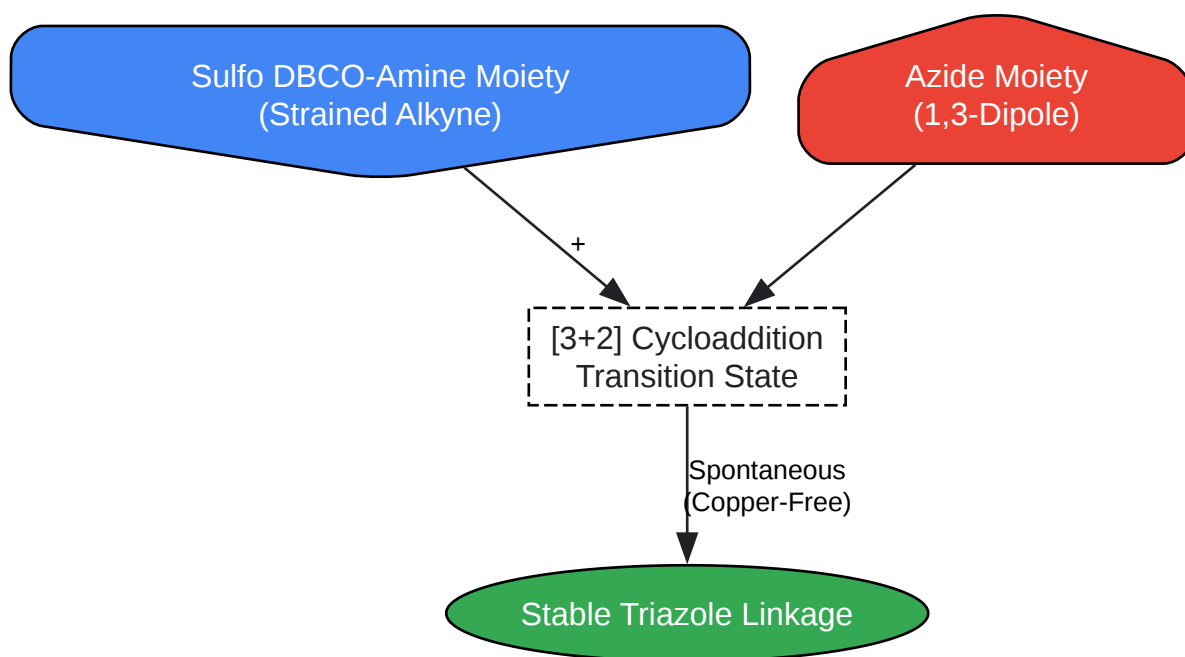 Sulfo DBCO-Amine Moiety
(Strained Alkyne)
Azide Moiety
(1,3-Dipole)
+
[3+2] Cycloaddition
Transition State
Spontaneous
(Copper-Free)
Stable Triazole Linkage